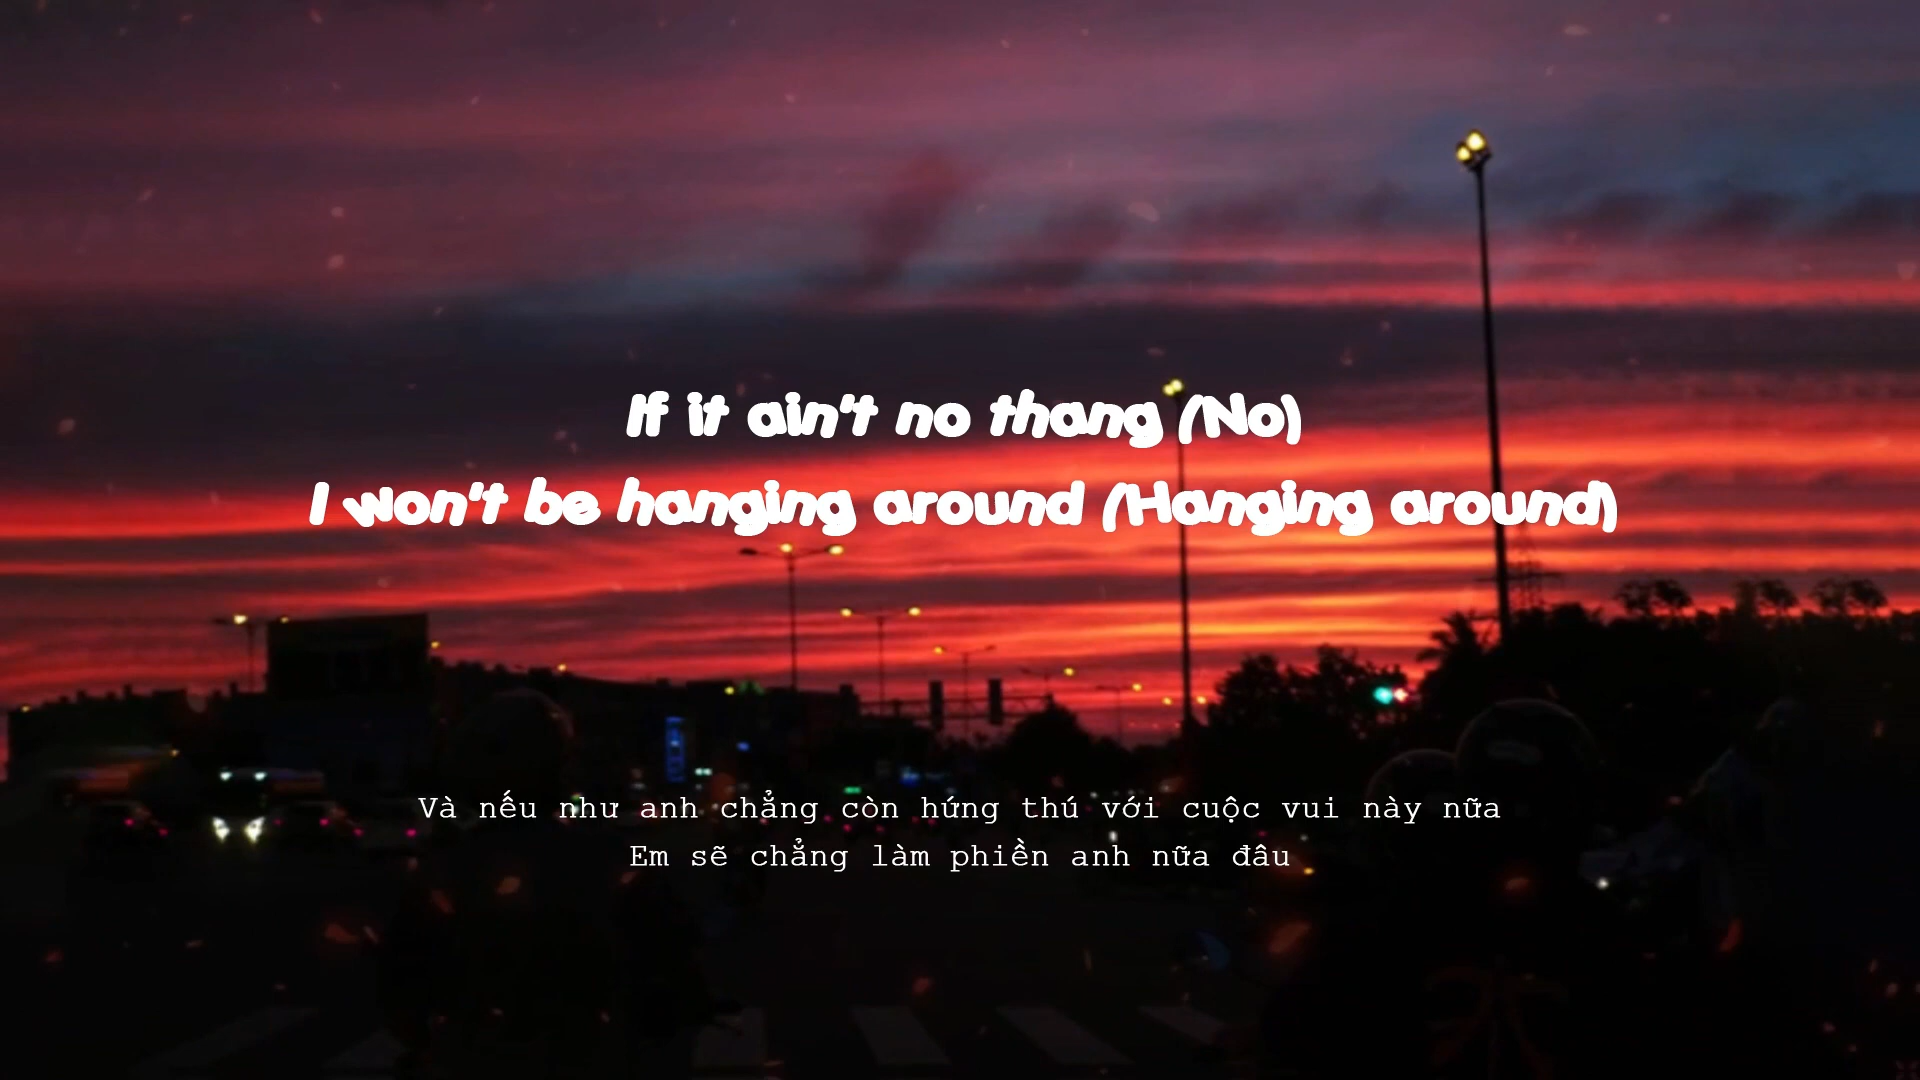 If it ain't no thang (No)
I won't be hanging around (Hanging around)
Và nếu như anh chẳng còn hứng thú với cuộc vui này nữa
Em sẽ chẳng làm phiền anh nữa đâu